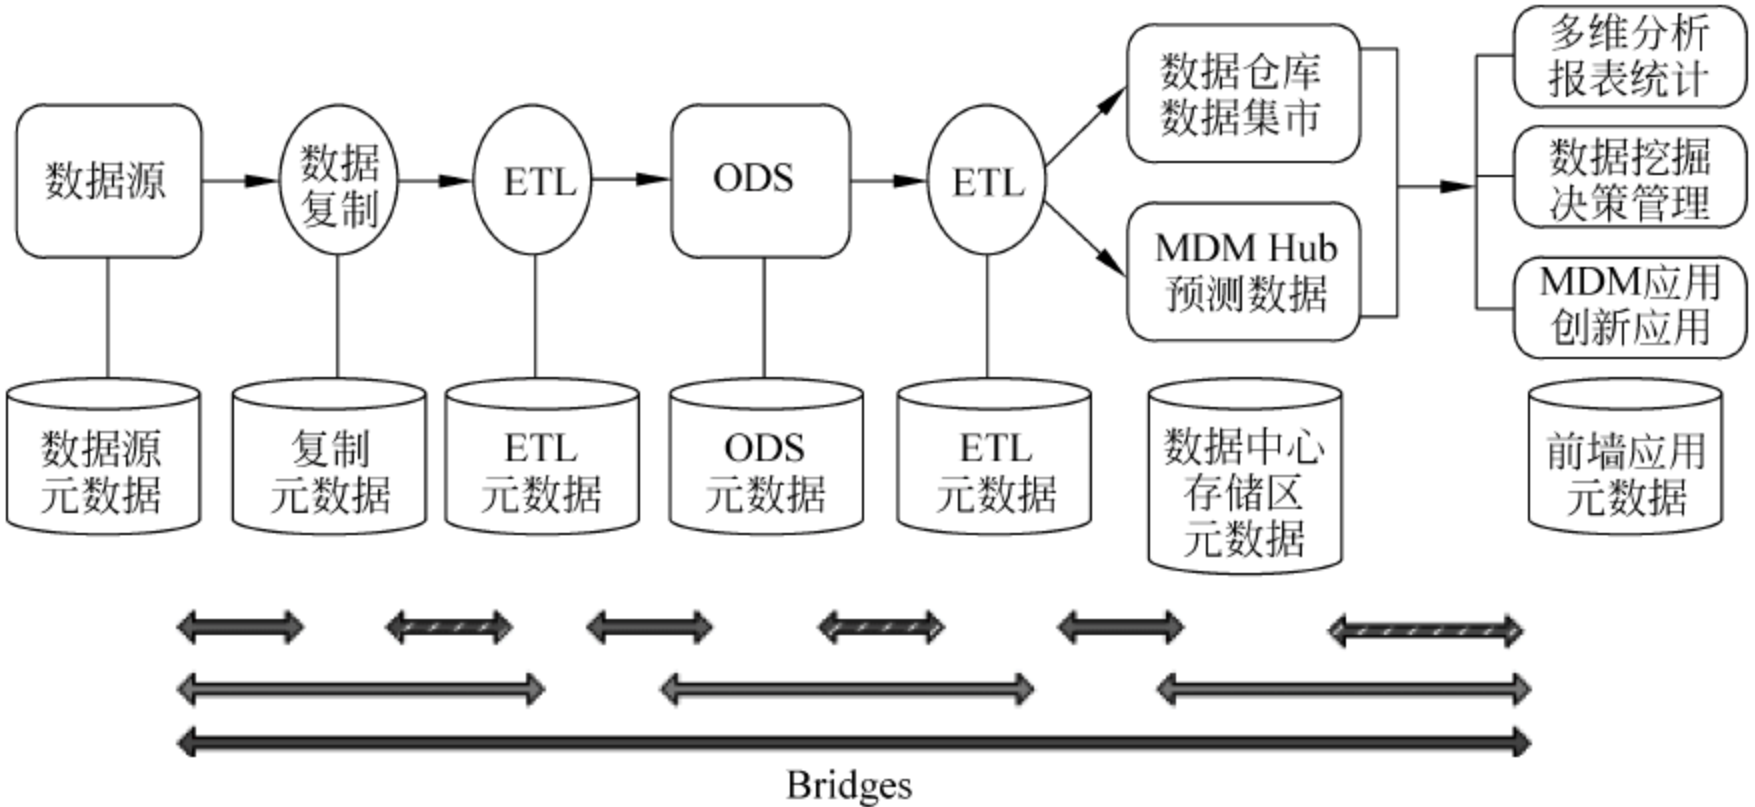 数据源
数据
复制
ETL
ODS
ETL
数据仓库
数据集市
MDM Hub
预测数据
多维分析
报表统计
数据挖掘
决策管理
MDM应用
创新应用
数据源
元数据
复制
元数据
ETL
元数据
ODS
元数据
ETL
元数据
数据中心
存储区
元数据
前墙应用
元数据
Bridges